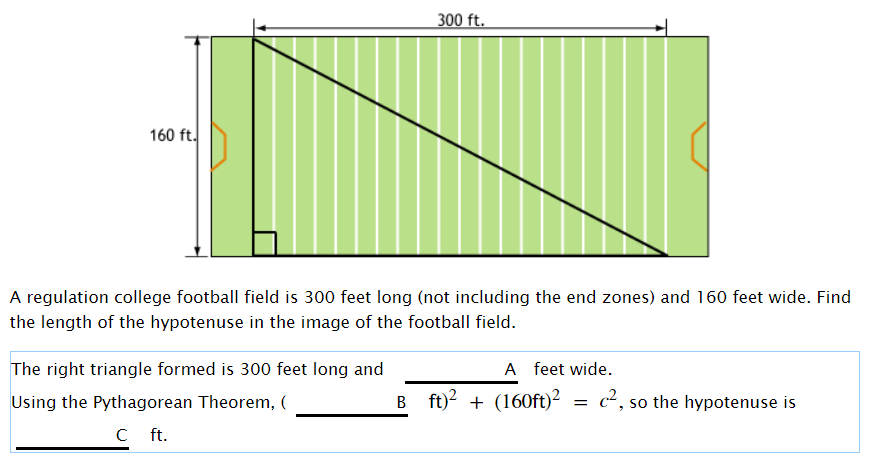 300 ft.
160 ft.
A regulation college football field is 300 feet long (not including the end zones) and 160 feet wide. Find
the length of the hypotenuse in the image of the football field.
The right triangle formed is 300 feet long and ________ A feet wide.
Using the Pythagorean Theorem, ( ________ B ft)² + (160ft)² = c², so the hypotenuse is
________ C ft.